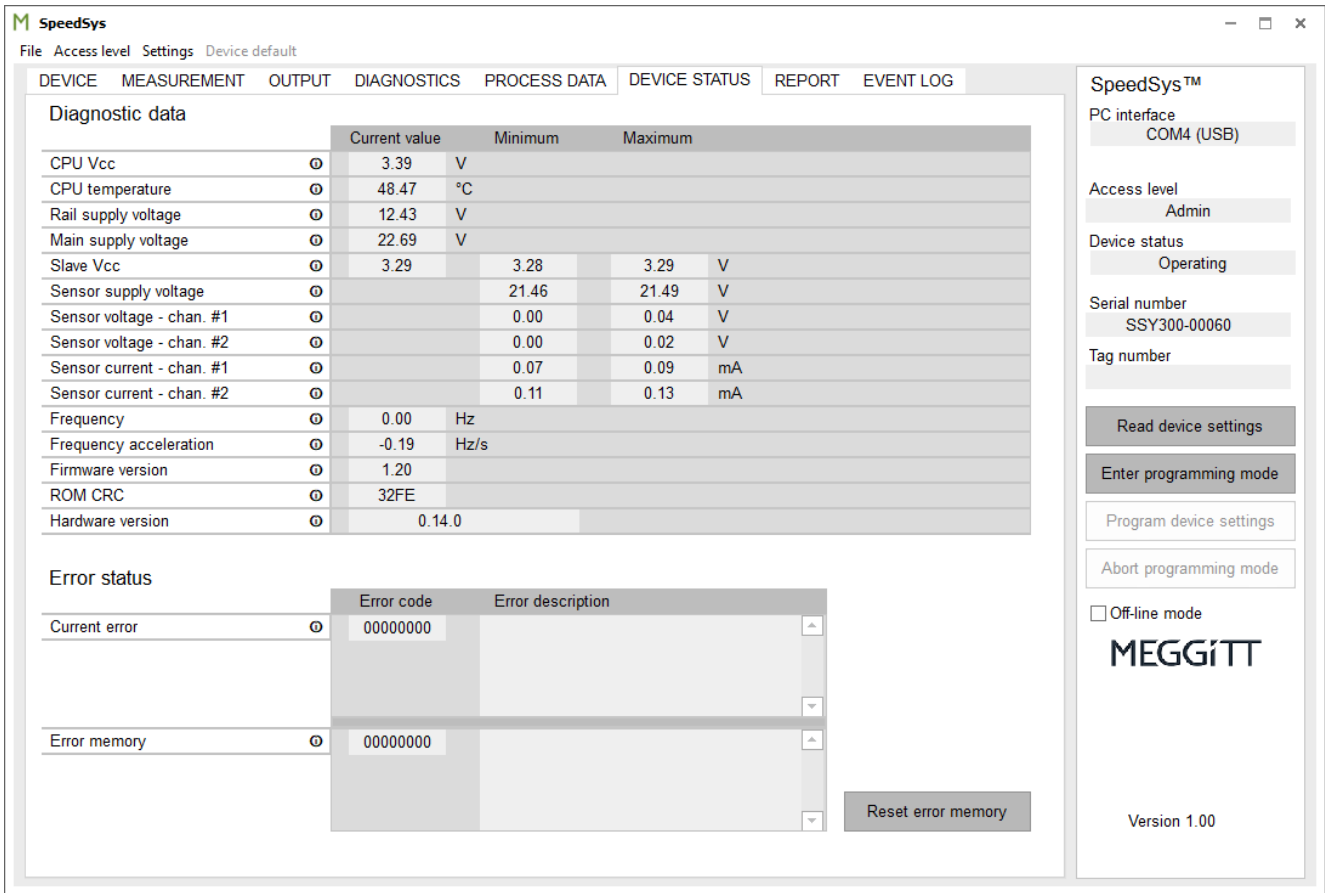 SpeedSys
File Access level Settings Device default
DEVICE MEASUREMENT OUTPUT DIAGNOSTICS PROCESS DATA DEVICE STATUS REPORT EVENT LOG
Diagnostic data
Current value Minimum Maximum
CPU Vcc 3.39 V
CPU temperature 48.47 °C
Rail supply voltage 12.43 V
Main supply voltage 22.69 V
Slave Vcc 3.29 3.28 3.29 V
Sensor supply voltage 21.46 21.49 V
Sensor voltage - chan. #1 0.00 0.04 V
Sensor voltage - chan. #2 0.00 0.02 V
Sensor current - chan. #1 0.07 0.09 mA
Sensor current - chan. #2 0.11 0.13 mA
Frequency 0.00 Hz
Frequency acceleration -0.19 Hz/s
Firmware version 1.20
ROM CRC 32FE
Hardware version 0.14.0
Error status
Error code Error description
Current error 00000000
Error memory 00000000
Reset error memory
SpeedSys™
PC interface
COM4 (USB)
Access level
Admin
Device status
Operating
Serial number
SSY300-00060
Tag number
Read device settings
Enter programming mode
Program device settings
Abort programming mode
Off-line mode
MEGGiTT
Version 1.00